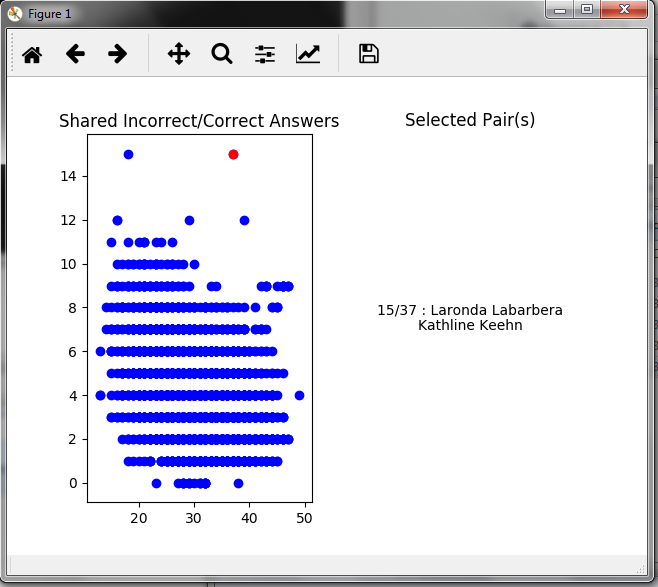 Figure 1
Shared Incorrect/Correct Answers
14
12
10
8
6
4
2
0
20 30 40 50
Selected Pair(s)
15/37 : Laronda Labarbera
Kathline Keehn